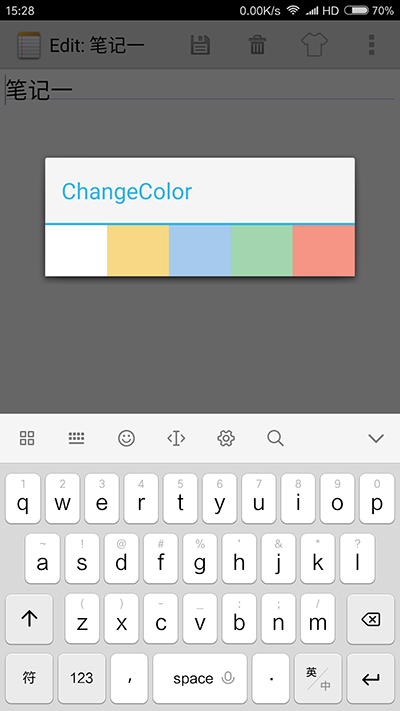 15:28 0.00K/s HD 70%
Edit: 笔记一
笔记一
ChangeColor
1 2 3 4 5 6 7 8 9 0
q w e r t y u i o p
~ ! @ # % ' & * ?
a s d f g h j k l
( ) - _ : ; /
z x c v b n m
符 123 , space . 英/中